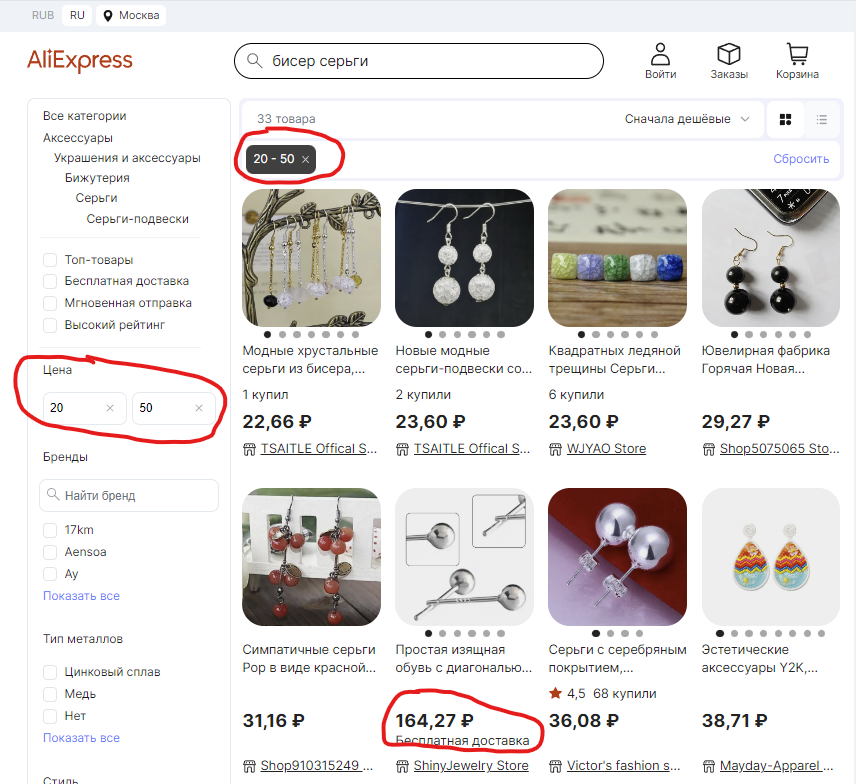 RUB RU Москва
AliExpress
бисер серьги
Войти Заказы Корзина
Все категории
Аксессуары
Украшения и аксессуары
Бижутерия
Серьги
Серьги-подвески
Топ-товары
Бесплатная доставка
Мгновенная отправка
Высокий рейтинг
Цена
20 × 50 ×
Бренды
Найти бренд
17km
Aensoa
Ay
Показать все
Тип металлов
Цинковый сплав
Медь
Нет
Показать все
Стиль
33 товара Сначала дешёвые
20 - 50 × Сбросить
Модные хрустальные
серьги из бисера,...
1 купил
22,66 ₽
TSAITLE Offical S...
Новые модные
серьги-подвески со...
2 купили
23,60 ₽
TSAITLE Offical S...
Квадратных ледяной
трещины Серьги...
6 купили
23,60 ₽
WJYAO Store
Ювелирная фабрика
Горячая Новая...
29,27 ₽
Shop5075065 Sto...
Симпатичные серьги
Pop в виде красной...
31,16 ₽
Shop910315249 ...
Простая изящная
обувь с диагональю...
164,27 ₽
Бесплатная доставка
ShinyJewelry Store
Серьги с серебряным
покрытием,...
4,5 68 купили
36,08 ₽
Victor's fashion s...
Эстетические
аксессуары Y2K,...
38,71 ₽
Mayday-Apparel ...